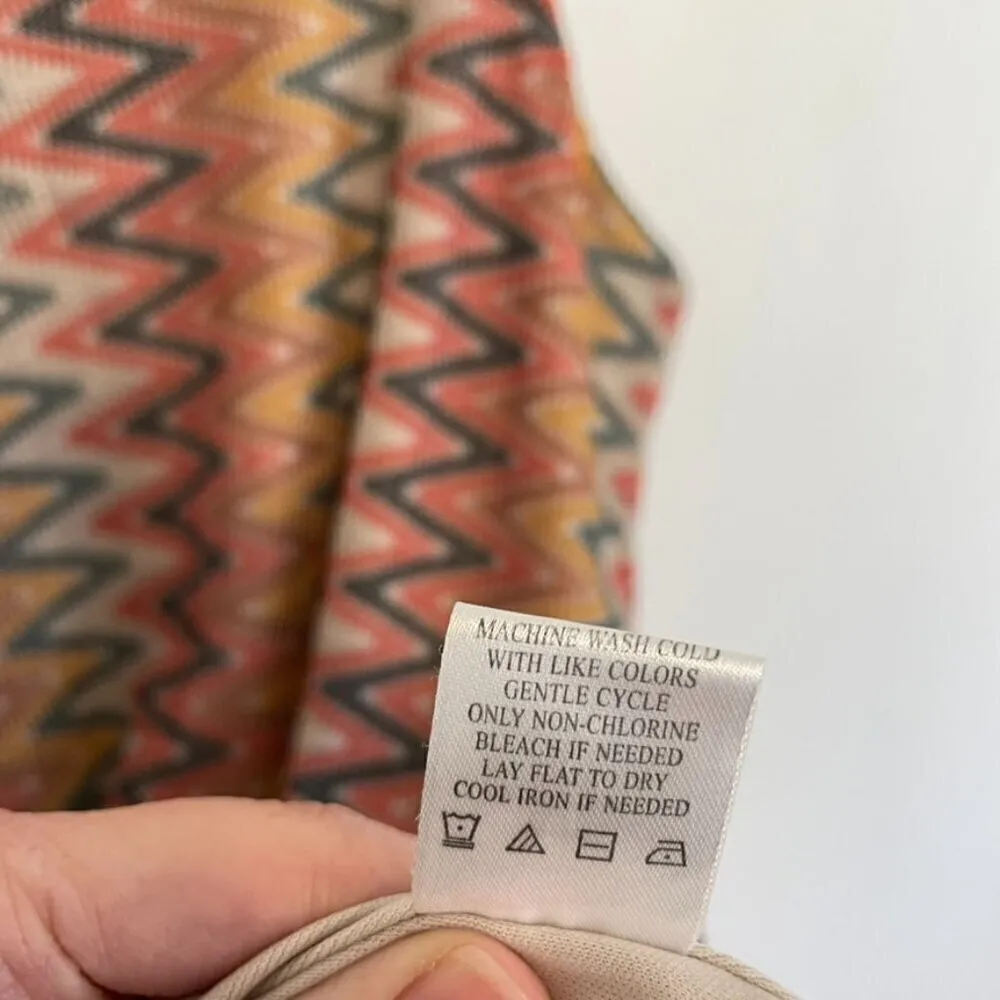 MACHINE WASH COLD
WITH LIKE COLORS
GENTLE CYCLE
ONLY NON-CHLORINE
BLEACH IF NEEDED
LAY FLAT TO DRY
COOL IRON IF NEEDED